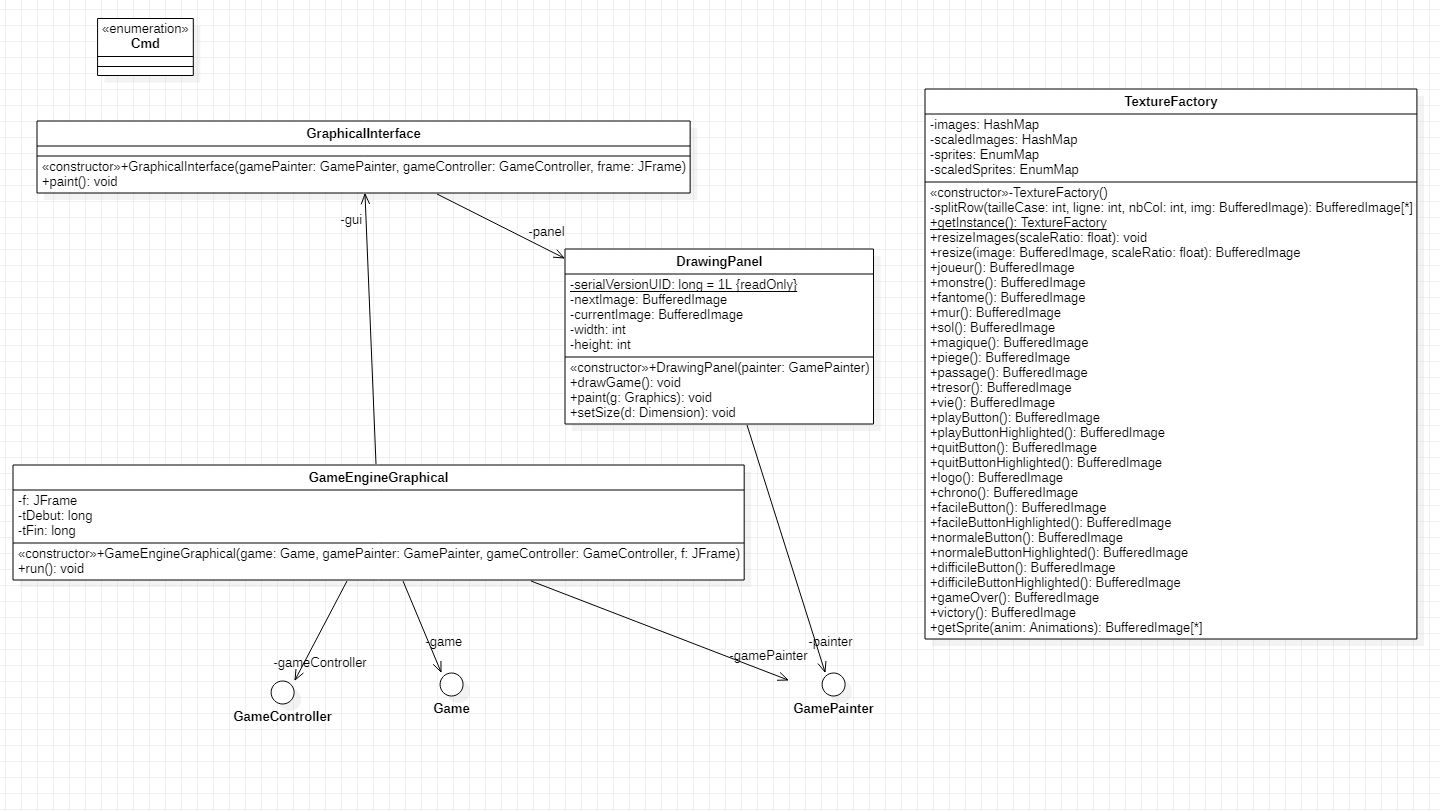 «enumeration»
Cmd
GraphicalInterface
«constructor»+GraphicalInterface(gamePainter: GamePainter, gameController: GameController, frame: JFrame)
+paint(): void
-gui
-panel
DrawingPanel
-serialVersionUID: long = 1L {readOnly}
-nextImage: BufferedImage
-currentImage: BufferedImage
-width: int
-height: int
«constructor»+DrawingPanel(painter: GamePainter)
+drawGame(): void
+paint(g: Graphics): void
+setSize(d: Dimension): void
GameEngineGraphical
-f: JFrame
-tDebut: long
-tFin: long
«constructor»+GameEngineGraphical(game: Game, gamePainter: GamePainter, gameController: GameController, f: JFrame)
+run(): void
-gameController
-game
-gamePainter
-painter
GameController
Game
GamePainter
TextureFactory
-images: HashMap
-scaledImages: HashMap
-sprites: EnumMap
-scaledSprites: EnumMap
«constructor»-TextureFactory()
-splitRow(tailleCase: int, ligne: int, nbCol: int, img: BufferedImage): BufferedImage[*]
+getInstance(): TextureFactory
+resizeImages(scaleRatio: float): void
+resize(image: BufferedImage, scaleRatio: float): BufferedImage
+joueur(): BufferedImage
+monstre(): BufferedImage
+fantome(): BufferedImage
+mur(): BufferedImage
+sol(): BufferedImage
+magique(): BufferedImage
+piege(): BufferedImage
+passage(): BufferedImage
+tresor(): BufferedImage
+vie(): BufferedImage
+playButton(): BufferedImage
+playButtonHighlighted(): BufferedImage
+quitButton(): BufferedImage
+quitButtonHighlighted(): BufferedImage
+logo(): BufferedImage
+chrono(): BufferedImage
+facileButton(): BufferedImage
+facileButtonHighlighted(): BufferedImage
+normaleButton(): BufferedImage
+normaleButtonHighlighted(): BufferedImage
+difficileButton(): BufferedImage
+difficileButtonHighlighted(): BufferedImage
+gameOver(): BufferedImage
+victory(): BufferedImage
+getSprite(anim: Animations): BufferedImage[*]